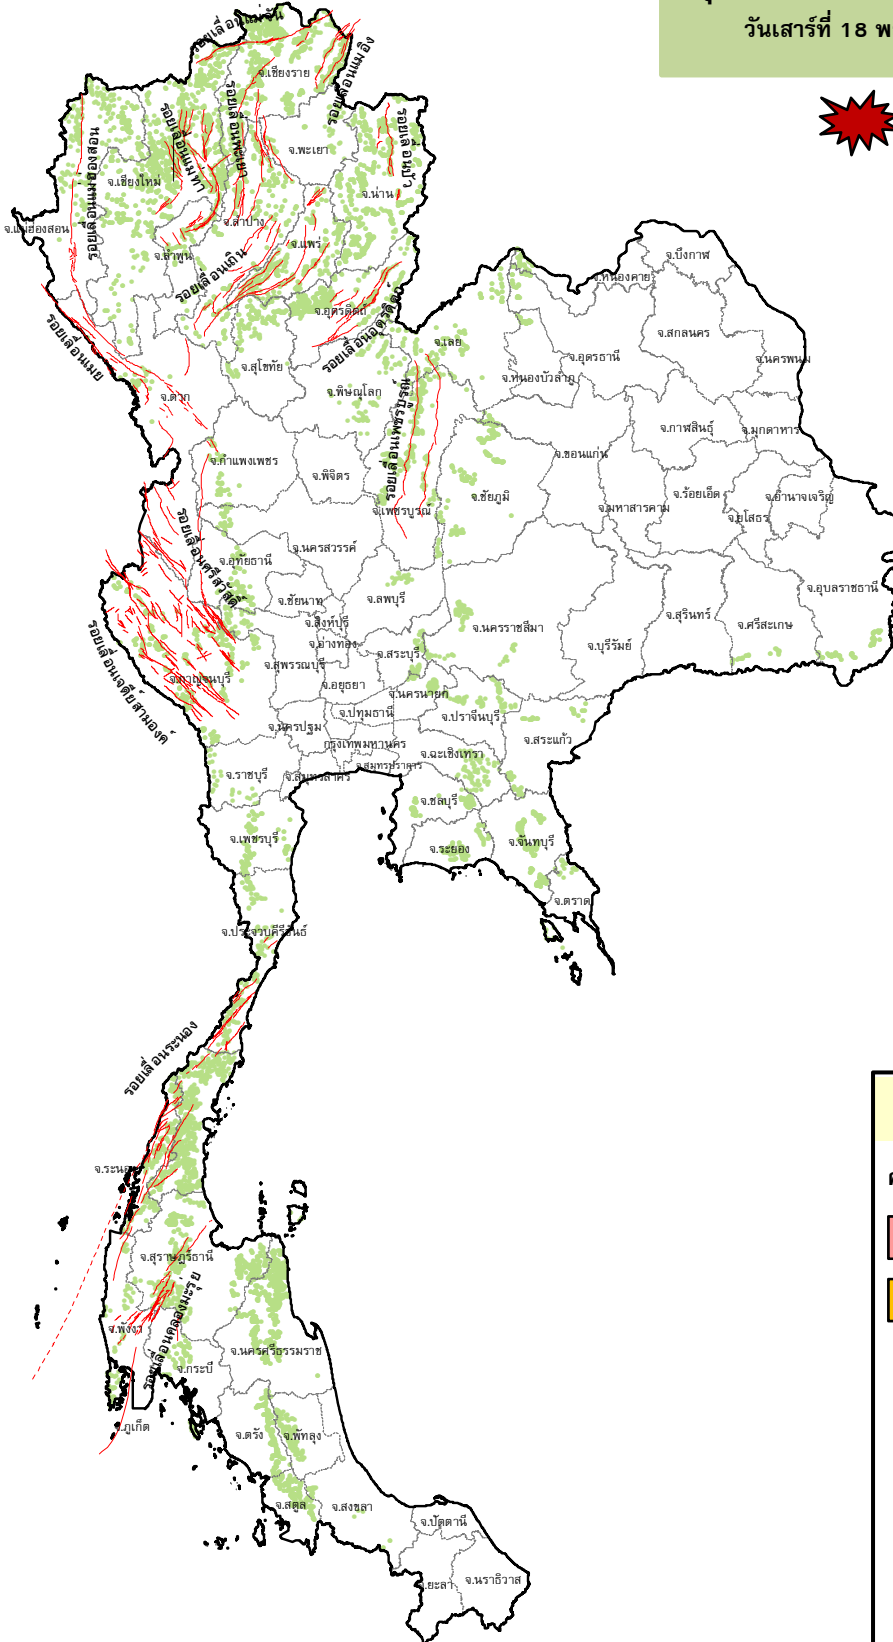 วันเสาร์ที่ 18 พ
รอยเลื่อนแม่จัน
จ.เชียงราย
รอยเลื่อนแม่อิง
รอยเลื่อนแม่ฮ่องสอน
รอยเลื่อนแม่ทา
รอยเลื่อนพะเยา
รอยเลื่อนปัว
จ.พะเยา
จ.เชียงใหม่
จ.น่าน
จ.แม่ฮ่องสอน
จ.ลำปาง
จ.แพร่
จ.ลำพูน
จ.บึงกาฬ
จ.หนองคาย
รอยเลื่อนเถิน
จ.อุตรดิตถ์
รอยเลื่อนอุตรดิตถ์
จ.สกลนคร
จ.เลย
รอยเลื่อนเมย
จ.สุโขทัย
จ.อุดรธานี
จ.นครพนม
จ.หนองบัวลำภู
จ.ตาก
จ.พิษณุโลก
จ.กาฬสินธุ์
จ.มุกดาหาร
รอยเลื่อนเพชรบูรณ์
จ.กำแพงเพชร
จ.พิจิตร
จ.ขอนแก่น
จ.ชัยภูมิ
จ.ร้อยเอ็ด
จ.อำนาจเจริญ
จ.เพชรบูรณ์
จ.มหาสารคาม
จ.ยโสธร
รอยเลื่อนศรีสวัสดิ์
จ.นครสวรรค์
จ.อุทัยธานี
จ.อุบลราชธานี
จ.ชัยนาท
จ.ลพบุรี
จ.สุรินทร์
จ.สิงห์บุรี
จ.นครราชสีมา
จ.ศรีสะเกษ
จ.อ่างทอง
จ.บุรีรัมย์
จ.สระบุรี
รอยเลื่อนเจดีย์สามองค์
จ.สุพรรณบุรี
จ.กาญจนบุรี
จ.อยุธยา
จ.นครนายก
จ.ปทุมธานี
จ.ปราจีนบุรี
จ.นครปฐม
กรุงเทพมหานคร
จ.สระแก้ว
จ.ฉะเชิงเทรา
จ.สมุทรปราการ
จ.ราชบุรี
จ.สมุทรสาคร
จ.ชลบุรี
จ.เพชรบุรี
จ.ระยอง
จ.จันทบุรี
จ.ตราด
จ.ประจวบคีรีขันธ์
รอยเลื่อนระนอง
จ.ระนอง
จ.สุราษฎร์ธานี
รอยเลื่อนคลองมะรุ่ย
จ.พังงา
จ.นครศรีธรรมราช
จ.กระบี่
จ.ภูเก็ต
จ.ตรัง
จ.พัทลุง
จ.สตูล
จ.สงขลา
จ.ปัตตานี
จ.ยะลา
จ.นราธิวาส